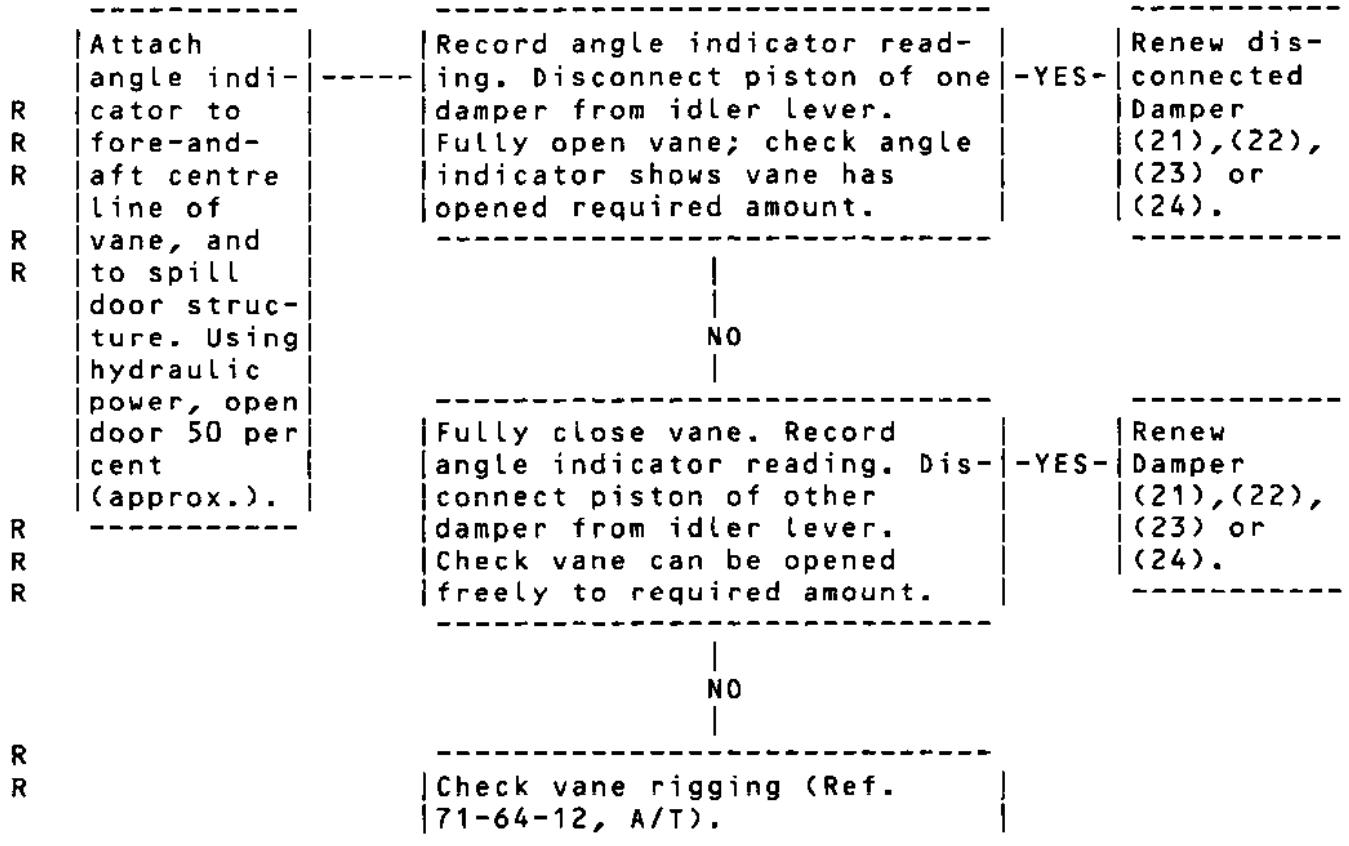 Attach
angle indi-
cator to
fore-and-
aft centre
line of
vane, and
to spill
door struc-
ture. Using
hydraulic
power, open
door 50 per
cent
(approx.).
Record angle indicator read-
ing. Disconnect piston of one
damper from idler lever.
Fully open vane; check angle
indicator shows vane has
opened required amount.
-YES-
Renew dis-
connected
Damper
(21),(22),
(23) or
(24).
NO
Fully close vane. Record
angle indicator reading. Dis-
connect piston of other
damper from idler lever.
Check vane can be opened
freely to required amount.
-YES-
Renew
Damper
(21),(22),
(23) or
(24).
NO
Check vane rigging (Ref.
71-64-12, A/T).
R
R
R
R
R
R
R
R
R
R